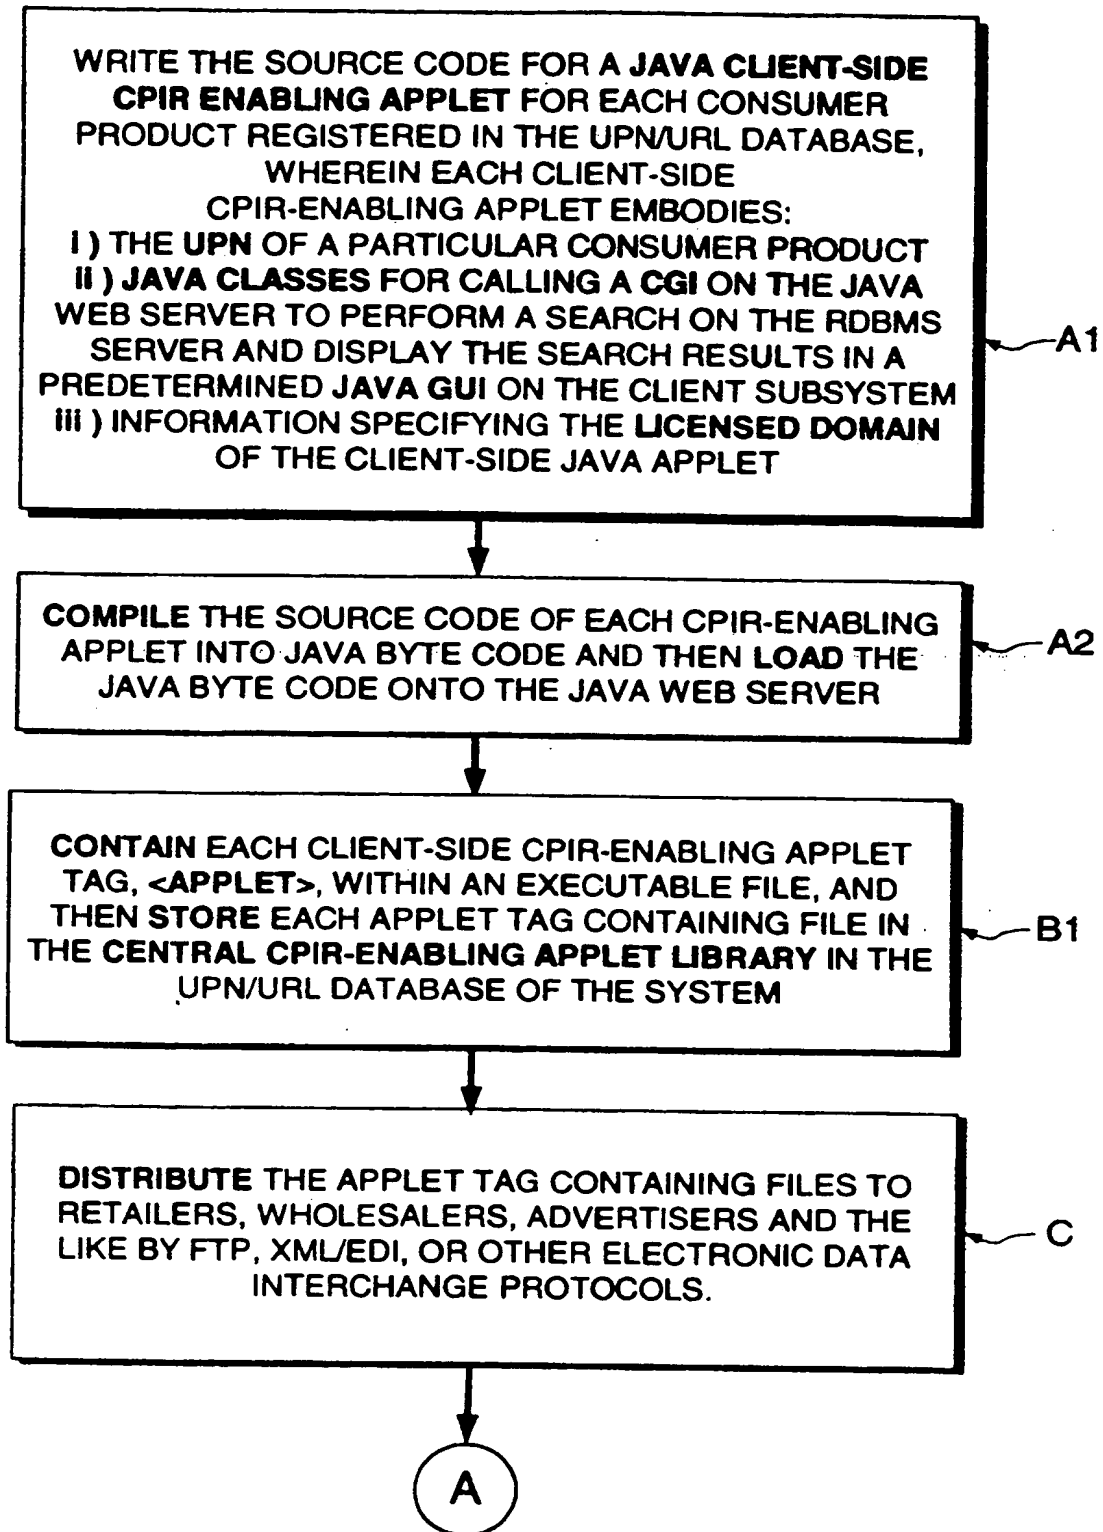 WRITE THE SOURCE CODE FOR A JAVA CLIENT-SIDE
CPIR ENABLING APPLET FOR EACH CONSUMER
PRODUCT REGISTERED IN THE UPN/URL DATABASE,
WHEREIN EACH CLIENT-SIDE
CPIR-ENABLING APPLET EMBODIES:
i ) THE UPN OF A PARTICULAR CONSUMER PRODUCT
ii ) JAVA CLASSES FOR CALLING A CGI ON THE JAVA
WEB SERVER TO PERFORM A SEARCH ON THE RDBMS
SERVER AND DISPLAY THE SEARCH RESULTS IN A
PREDETERMINED JAVA GUI ON THE CLIENT SUBSYSTEM
iii ) INFORMATION SPECIFYING THE LICENSED DOMAIN
OF THE CLIENT-SIDE JAVA APPLET
A1
COMPILE THE SOURCE CODE OF EACH CPIR-ENABLING
APPLET INTO JAVA BYTE CODE AND THEN LOAD THE
JAVA BYTE CODE ONTO THE JAVA WEB SERVER
A2
CONTAIN EACH CLIENT-SIDE CPIR-ENABLING APPLET
TAG, <APPLET>, WITHIN AN EXECUTABLE FILE, AND
THEN STORE EACH APPLET TAG CONTAINING FILE IN
THE CENTRAL CPIR-ENABLING APPLET LIBRARY IN THE
UPN/URL DATABASE OF THE SYSTEM
B1
DISTRIBUTE THE APPLET TAG CONTAINING FILES TO
RETAILERS, WHOLESALERS, ADVERTISERS AND THE
LIKE BY FTP, XML/EDI, OR OTHER ELECTRONIC DATA
INTERCHANGE PROTOCOLS.
C
A